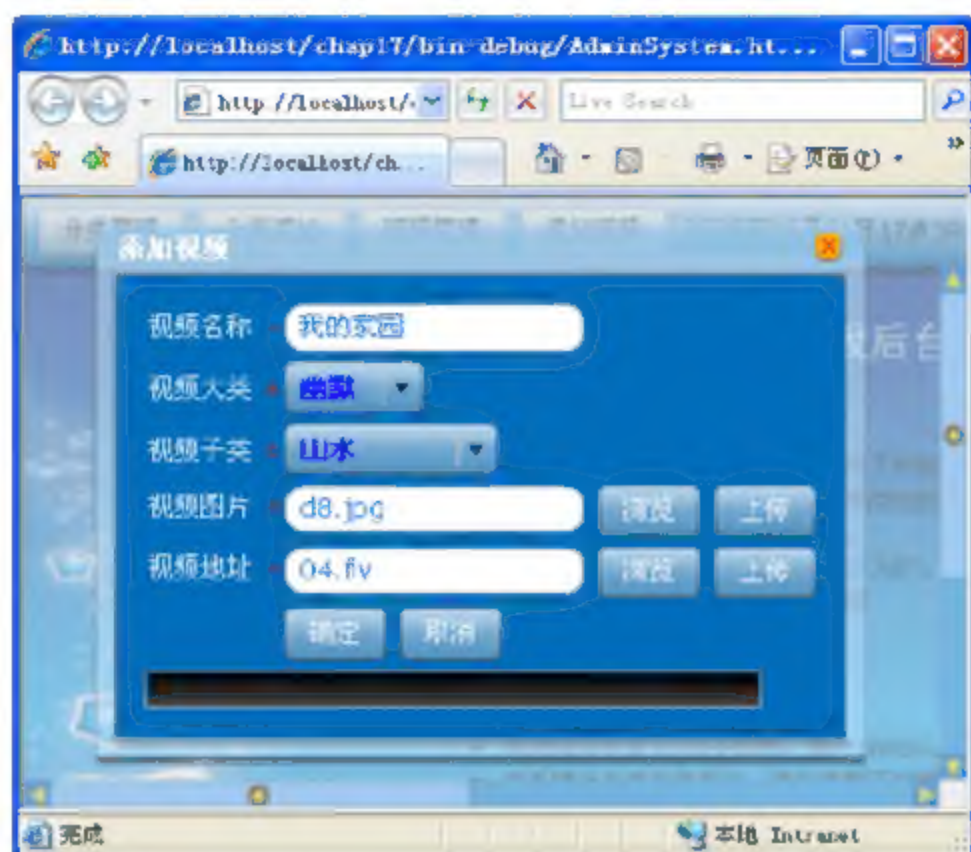 http://localhost/chap17/bin-debug/AdminSystem.ht...
http://localhost/ Live Search
http://localhost/ch... 页面(P)
添加视频
后台
视频名称 * 我的家园
视频大类 * 幽默
视频子类 * 山水
视频图片 * d8.jpg 浏览 上传
视频地址 * 04.flv 浏览 上传
确定 取消
完成 本地 Intranet